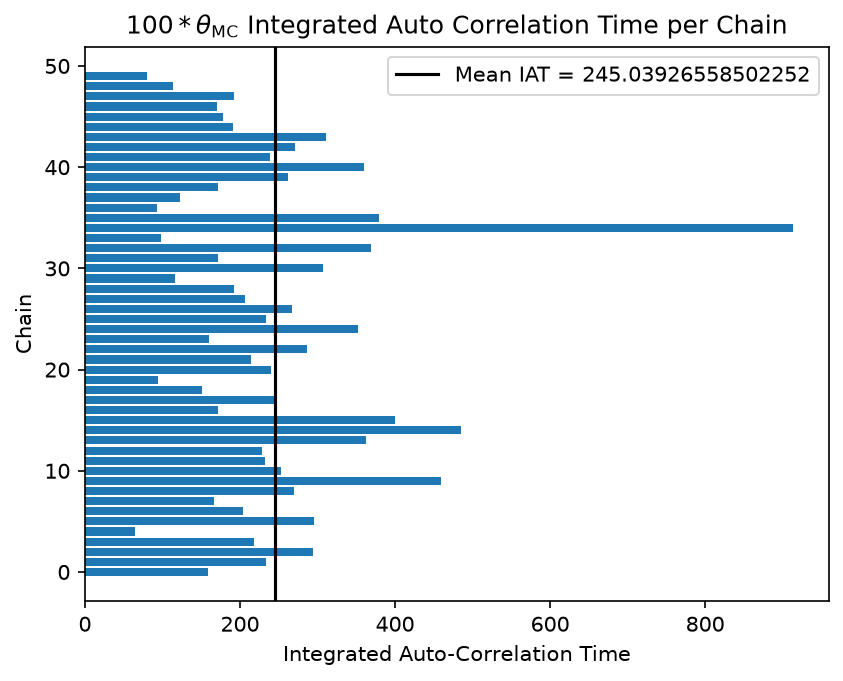 100 * θMC Integrated Auto Correlation Time per Chain
Mean IAT = 245.03926558502252
50
40
30
20
10
0
Chain
0 200 400 600 800
Integrated Auto-Correlation Time